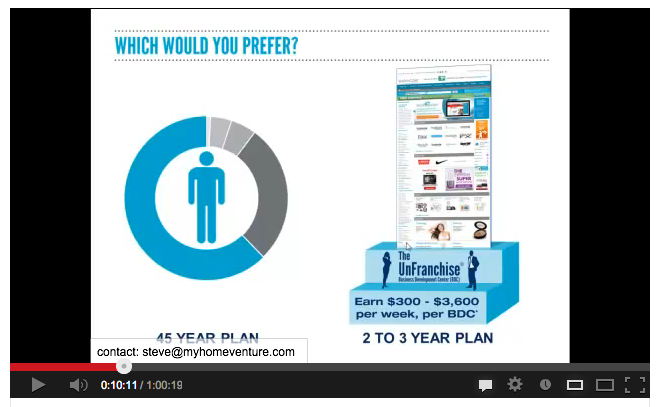 WHICH WOULD YOU PREFER?
The
UnFranchise®
Business Development Center (BDC)
Earn $300 - $3,600
per week, per BDC*
45 YEAR PLAN
2 TO 3 YEAR PLAN
contact: steve@myhomeventure.com
0:10:11 / 1:00:19